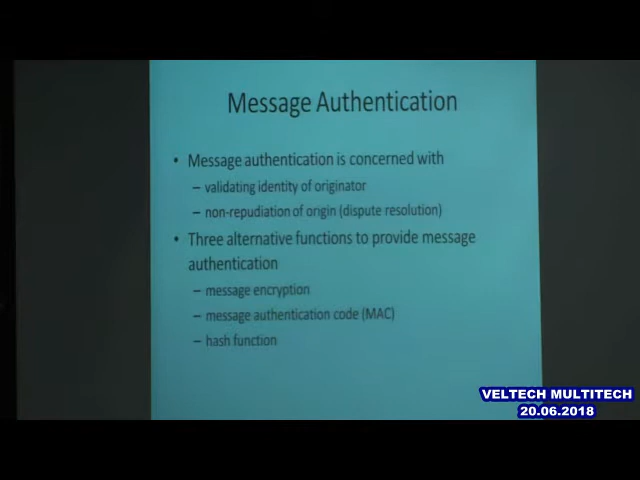 Message Authentication
• Message authentication is concerned with
– validating identity of originator
– non-repudiation of origin (dispute resolution)
• Three alternative functions to provide message
authentication
– message encryption
– message authentication code (MAC)
– hash function
VELTECH MULTITECH
20.06.2018